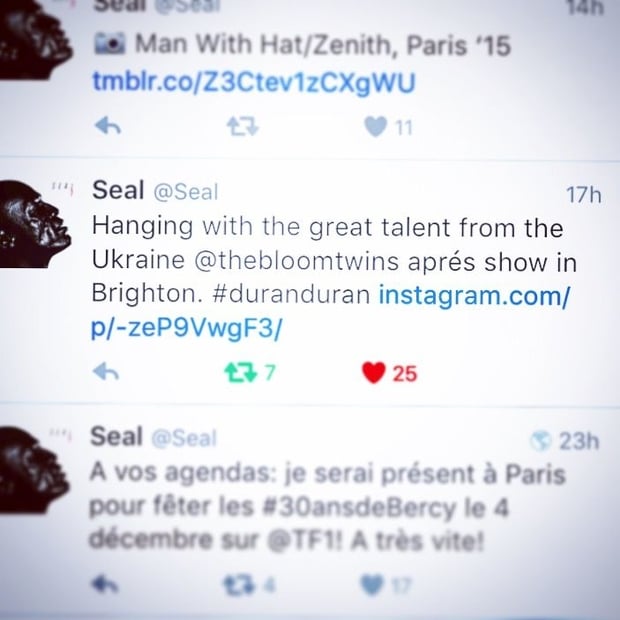 Seal @Seal 14h
Man With Hat/Zenith, Paris '15
tmblr.co/Z3Ctev1zCXgWU
11
Seal @Seal 17h
Hanging with the great talent from the
Ukraine @thebloomtwins aprés show in
Brighton. #duranduran instagram.com/
p/-zeP9VwgF3/
7 25
Seal @Seal 23h
A vos agendas: je serai présent à Paris
pour fêter les #30ansdeBercy le 4
décembre sur @TF1! A très vite!
4 17